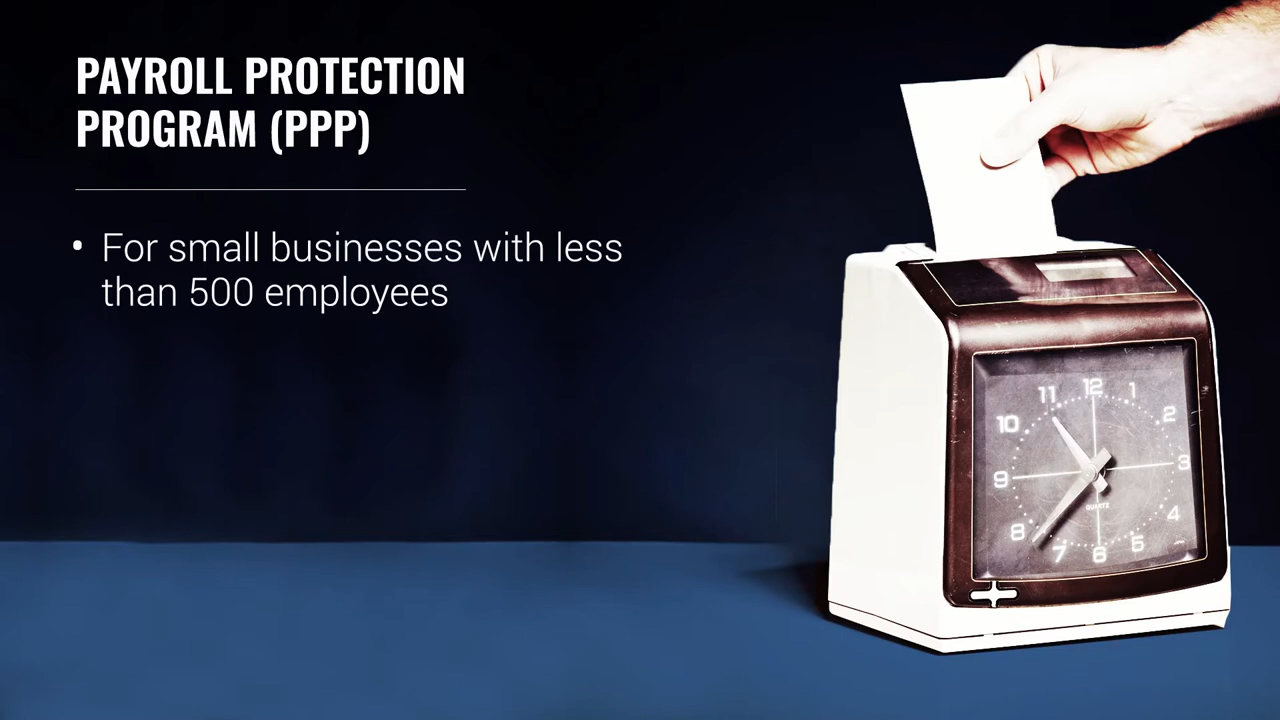 PAYROLL PROTECTION
PROGRAM (PPP)
• For small businesses with less
than 500 employees
11 12 1
10 2
9 3
8 4
7 6 5
QUARTZ